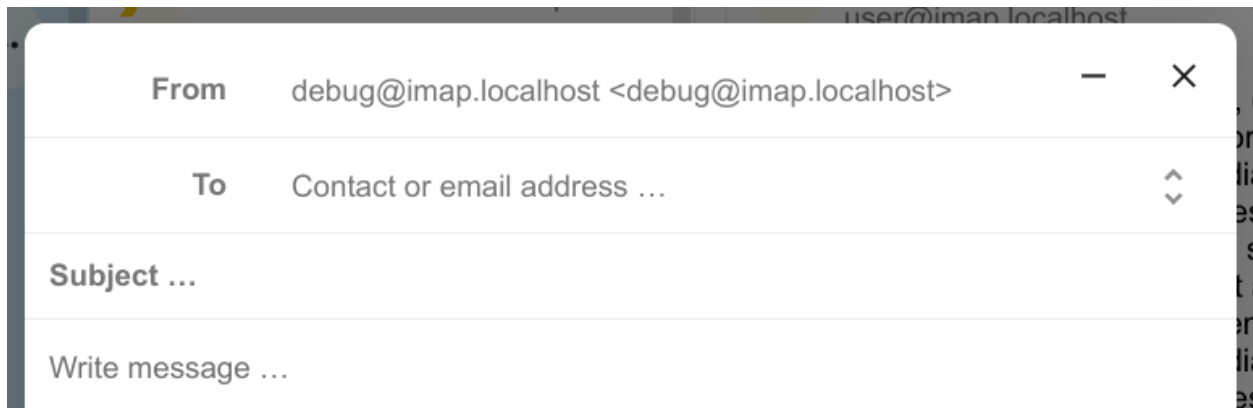 user@imap.localhost
From debug@imap.localhost <debug@imap.localhost>
To Contact or email address …
Subject …
Write message …